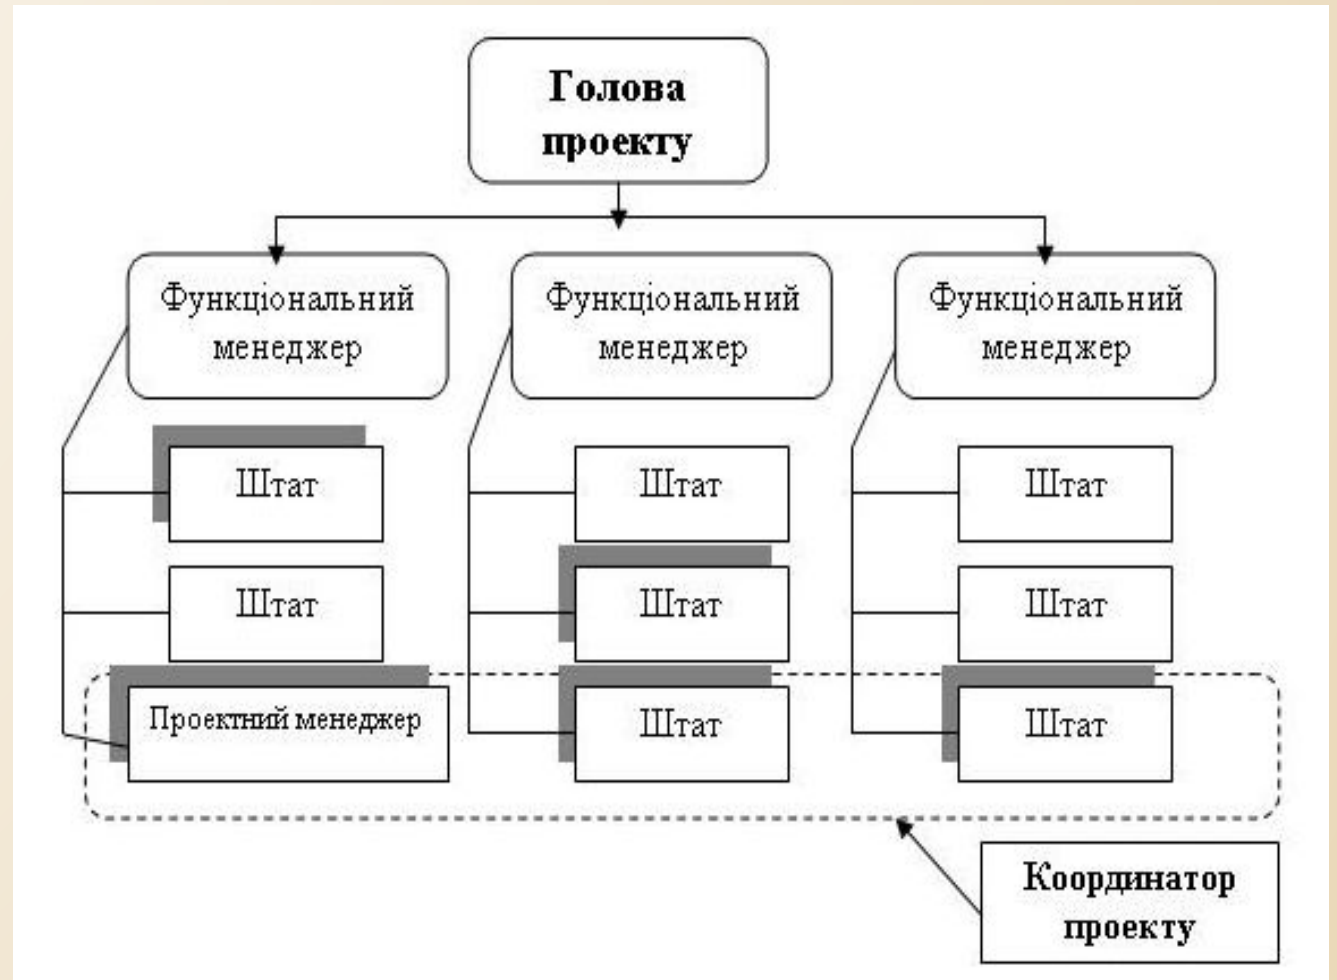 Голова
проекту
Функціональний
менеджер
Функціональний
менеджер
Функціональний
менеджер
Штат
Штат
Штат
Штат
Штат
Штат
Проектний менеджер
Штат
Штат
Координатор
проекту